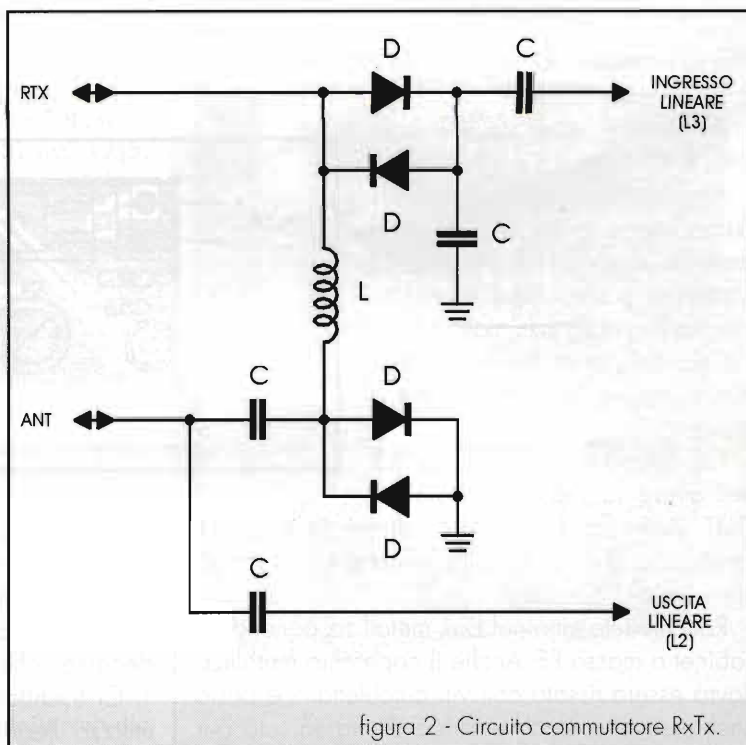 D
C
RTX
INGRESSO
LINEARE
(L3)
D
C
L
C
D
ANT
D
C
USCITA
LINEARE
(L2)
figura 2 - Circuito commutatore RxTx.